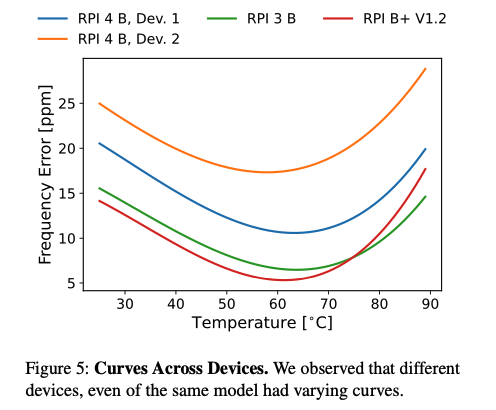 RPI 4 B, Dev. 1 RPI 3 B RPI B+ V1.2
RPI 4 B, Dev. 2
Frequency Error [ppm]
25
20
15
10
5
30 40 50 60 70 80 90
Temperature [°C]
Figure 5: Curves Across Devices. We observed that different
devices, even of the same model had varying curves.